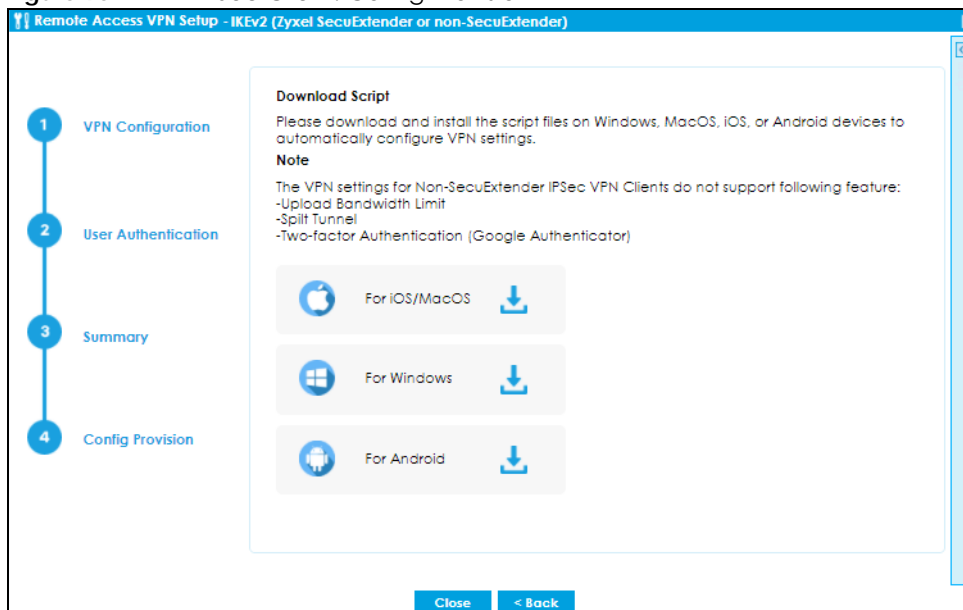 Remote Access VPN Setup - IKEv2 (Zyxel SecuExtender or non-SecuExtender)
1 VPN Configuration
2 User Authentication
3 Summary
4 Config Provision
Download Script
Please download and install the script files on Windows, MacOS, iOS, or Android devices to
automatically configure VPN settings.
Note
The VPN settings for Non-SecuExtender IPSec VPN Clients do not support following feature:
-Upload Bandwidth Limit
-Spilt Tunnel
-Two-factor Authentication (Google Authenticator)
For iOS/MacOS
For Windows
For Android
Close
< Back